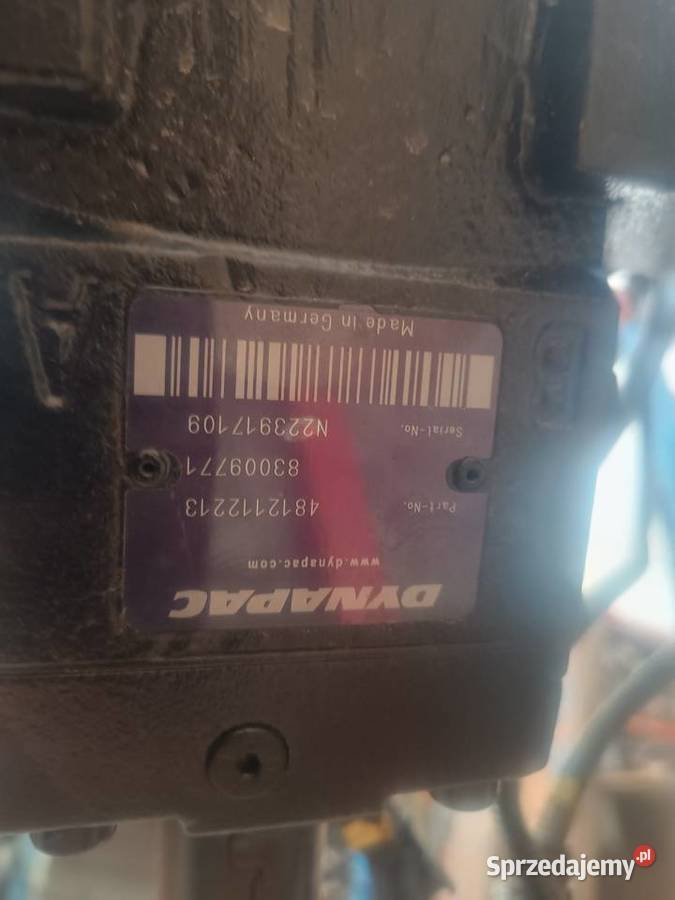 DYNAPAC
www.dynapac.com
Part-No. 4812112213
83009771
Serial-No. N223917109
Made in Germany
Sprzedajemy.pl